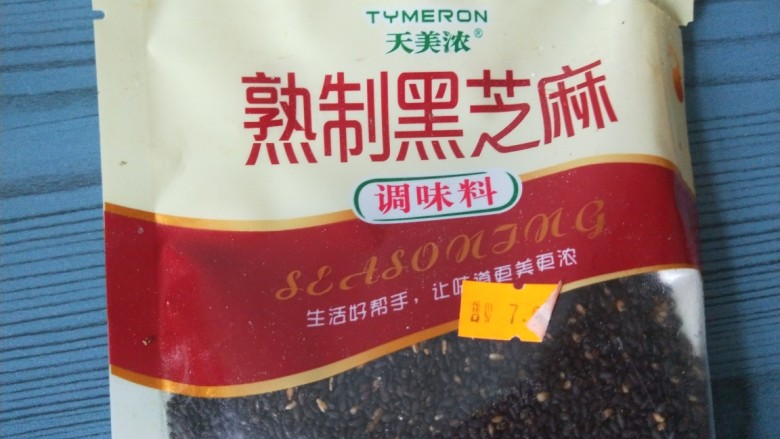 TYMERON
天美浓®
熟制黑芝麻
调味料
SEASONING
生活好帮手，让味道更美更浓
7.